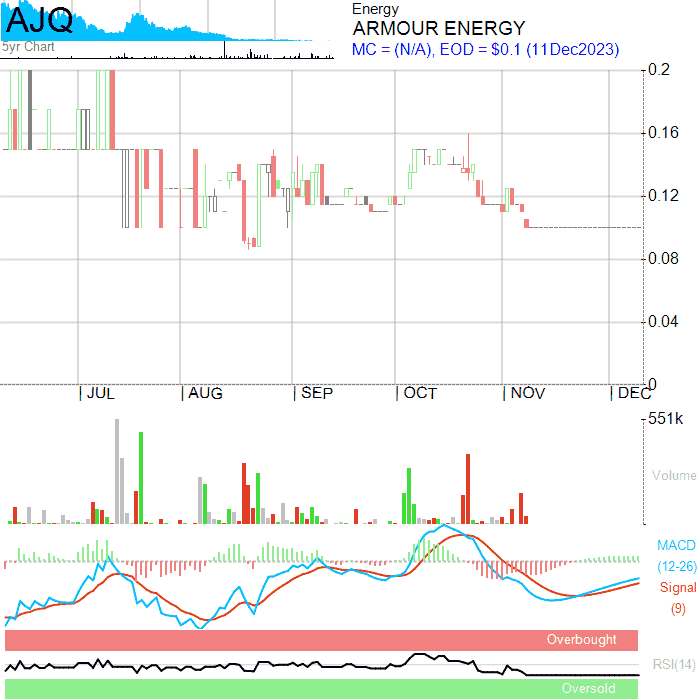 AJQ
5yr Chart
Energy
ARMOUR ENERGY
MC = (N/A), EOD = $0.1 (11Dec2023)
0.2
0.16
0.12
0.08
0.04
0
JUL AUG SEP OCT NOV DEC
551k
Volume
MACD
(12-26)
Signal
(9)
Overbought
RSI(14)
Oversold